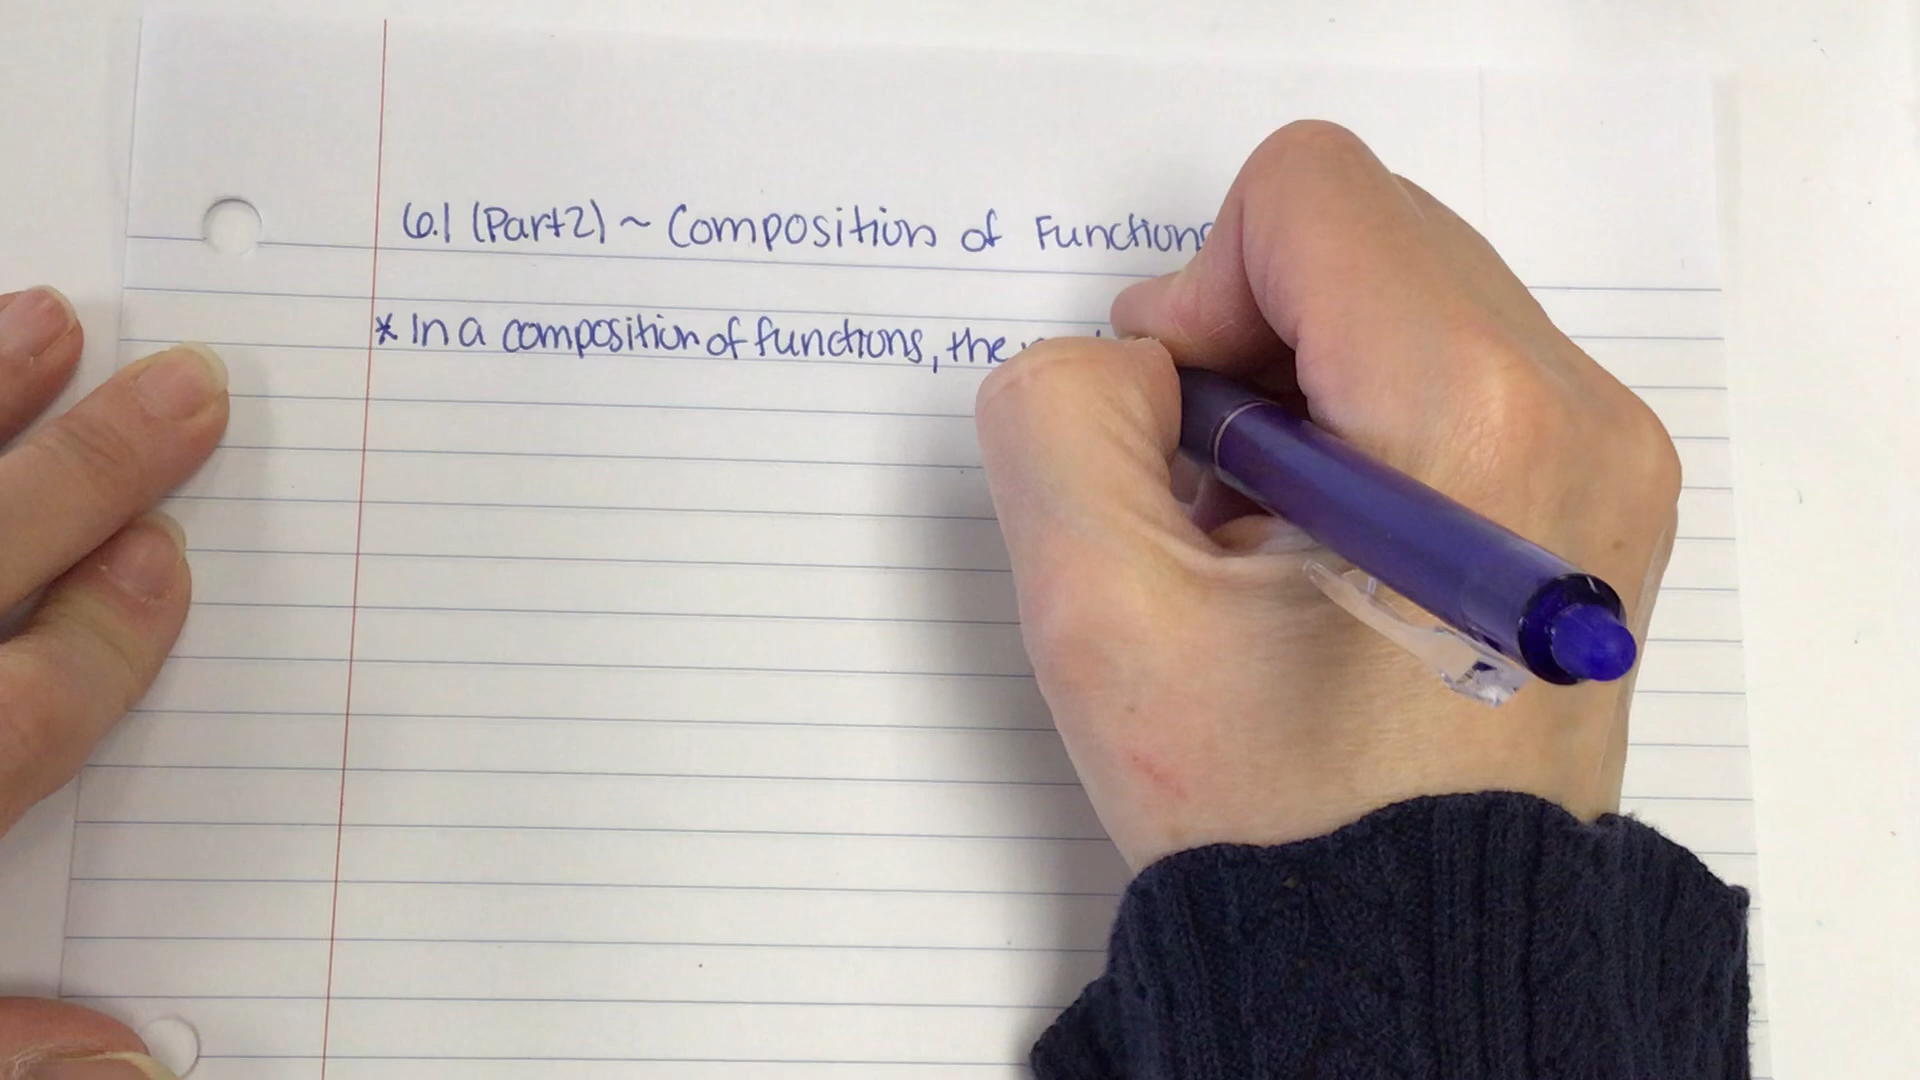 6.1 (Part 2) ~ Composition of Functions
* In a composition of functions, the